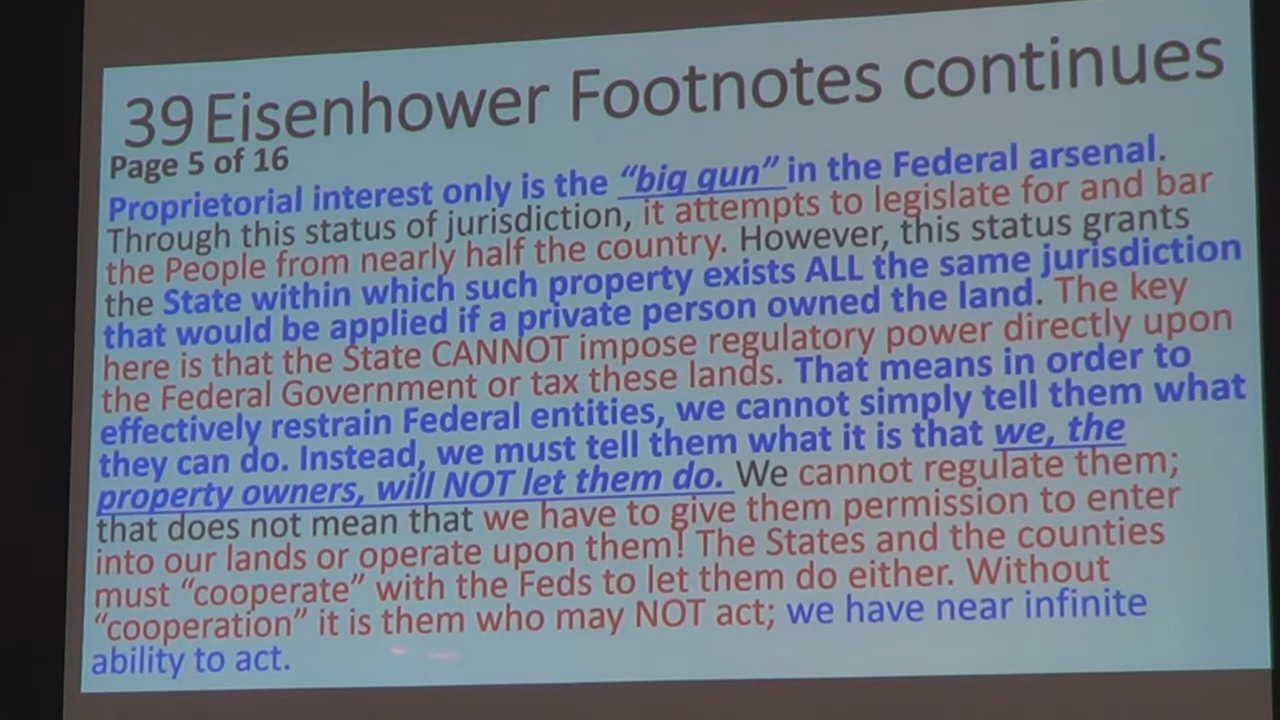 39 Eisenhower Footnotes continues
Page 5 of 16
Proprietorial interest only is the “big gun” in the Federal arsenal.
Through this status of jurisdiction, it attempts to legislate for and bar
the People from nearly half the country. However, this status grants
the State within which such property exists ALL the same jurisdiction
that would be applied if a private person owned the land. The key
here is that the State CANNOT impose regulatory power directly upon
the Federal Government or tax these lands. That means in order to
effectively restrain Federal entities, we cannot simply tell them what
they can do. Instead, we must tell them what it is that we, the
property owners, will NOT let them do. We cannot regulate them;
that does not mean that we have to give them permission to enter
into our lands or operate upon them! The States and the counties
must “cooperate” with the Feds to let them do either. Without
“cooperation” it is them who may NOT act; we have near infinite
ability to act.